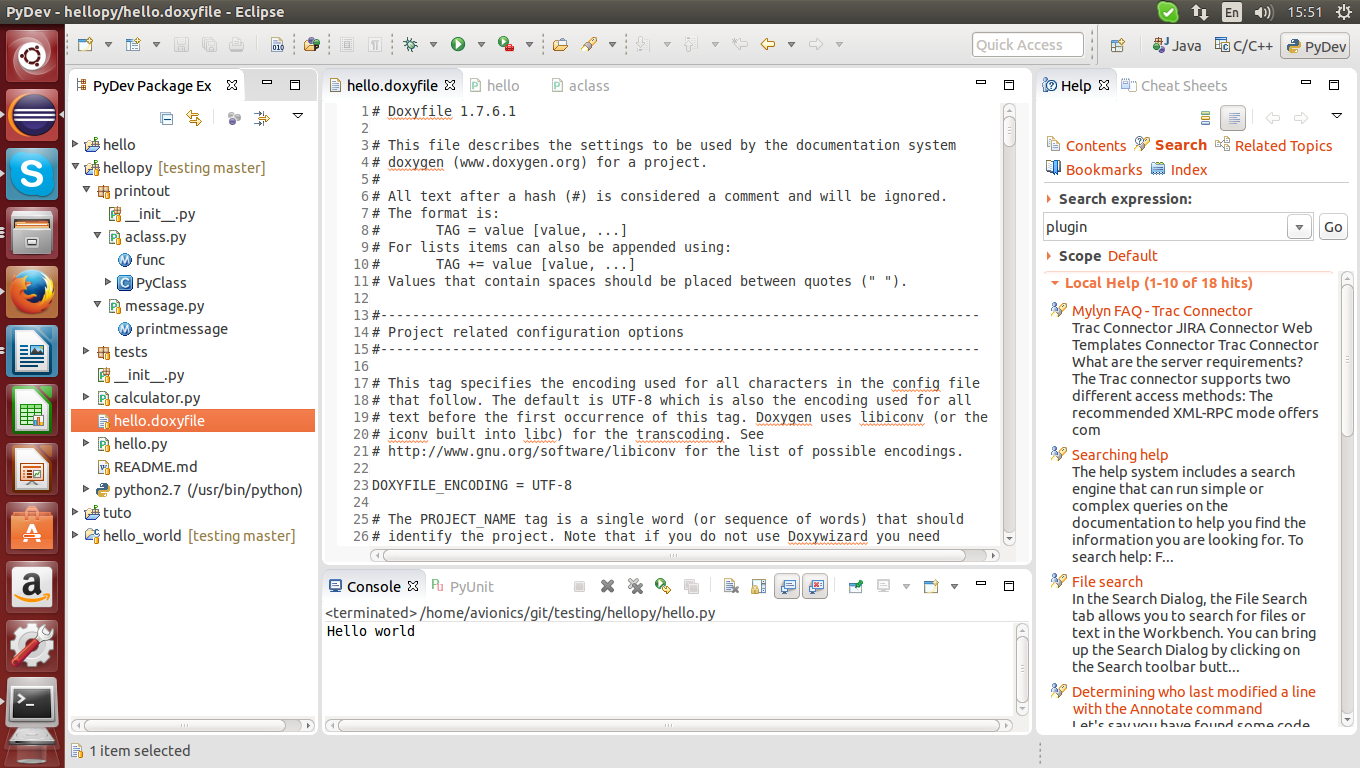 PyDev - hellopy/hello.doxyfile - Eclipse
En
15:51
Quick Access
Java
C/C++
PyDev
PyDev Package Ex
hello
hellopy [testing master]
printout
__init__.py
aclass.py
func
PyClass
message.py
printmessage
tests
__init__.py
calculator.py
hello.doxyfile
hello.py
README.md
python2.7 (/usr/bin/python)
tuto
hello_world [testing master]
hello.doxyfile
hello
aclass
1 # Doxyfile 1.7.6.1
2
3 # This file describes the settings to be used by the documentation system
4 # doxygen (www.doxygen.org) for a project.
5 #
6 # All text after a hash (#) is considered a comment and will be ignored.
7 # The format is:
8 #       TAG = value [value, ...]
9 # For lists items can also be appended using:
10 #       TAG += value [value, ...]
11 # Values that contain spaces should be placed between quotes (" ").
12
13 #---------------------------------------------------------------------------
14 # Project related configuration options
15 #---------------------------------------------------------------------------
16
17 # This tag specifies the encoding used for all characters in the config file
18 # that follow. The default is UTF-8 which is also the encoding used for all
19 # text before the first occurrence of this tag. Doxygen uses libiconv (or the
20 # iconv built into libc) for the transcoding. See
21 # http://www.gnu.org/software/libiconv for the list of possible encodings.
22
23 DOXYFILE_ENCODING = UTF-8
24
25 # The PROJECT_NAME tag is a single word (or sequence of words) that should
26 # identify the project. Note that if you do not use Doxywizard you need
Console
PyUnit
<terminated> /home/avionics/git/testing/hellopy/hello.py
Hello world
Help
Cheat Sheets
Contents
Search
Related Topics
Bookmarks
Index
Search expression:
plugin
Go
Scope Default
Local Help (1-10 of 18 hits)
Mylyn FAQ - Trac Connector
Trac Connector JIRA Connector Web
Templates Connector Trac Connector
What are the server requirements?
The Trac connector supports two
different access methods: The
recommended XML-RPC mode offers
com
Searching help
The help system includes a search
engine that can run simple or
complex queries on the
documentation to help you find the
information you are looking for. To
search help: F...
File search
In the Search Dialog, the File Search
tab allows you to search for files or
text in the Workbench. You can bring
up the Search Dialog by clicking on
the Search toolbar butt...
Determining who last modified a line
with the Annotate command
Let's say you have found some code
1 item selected